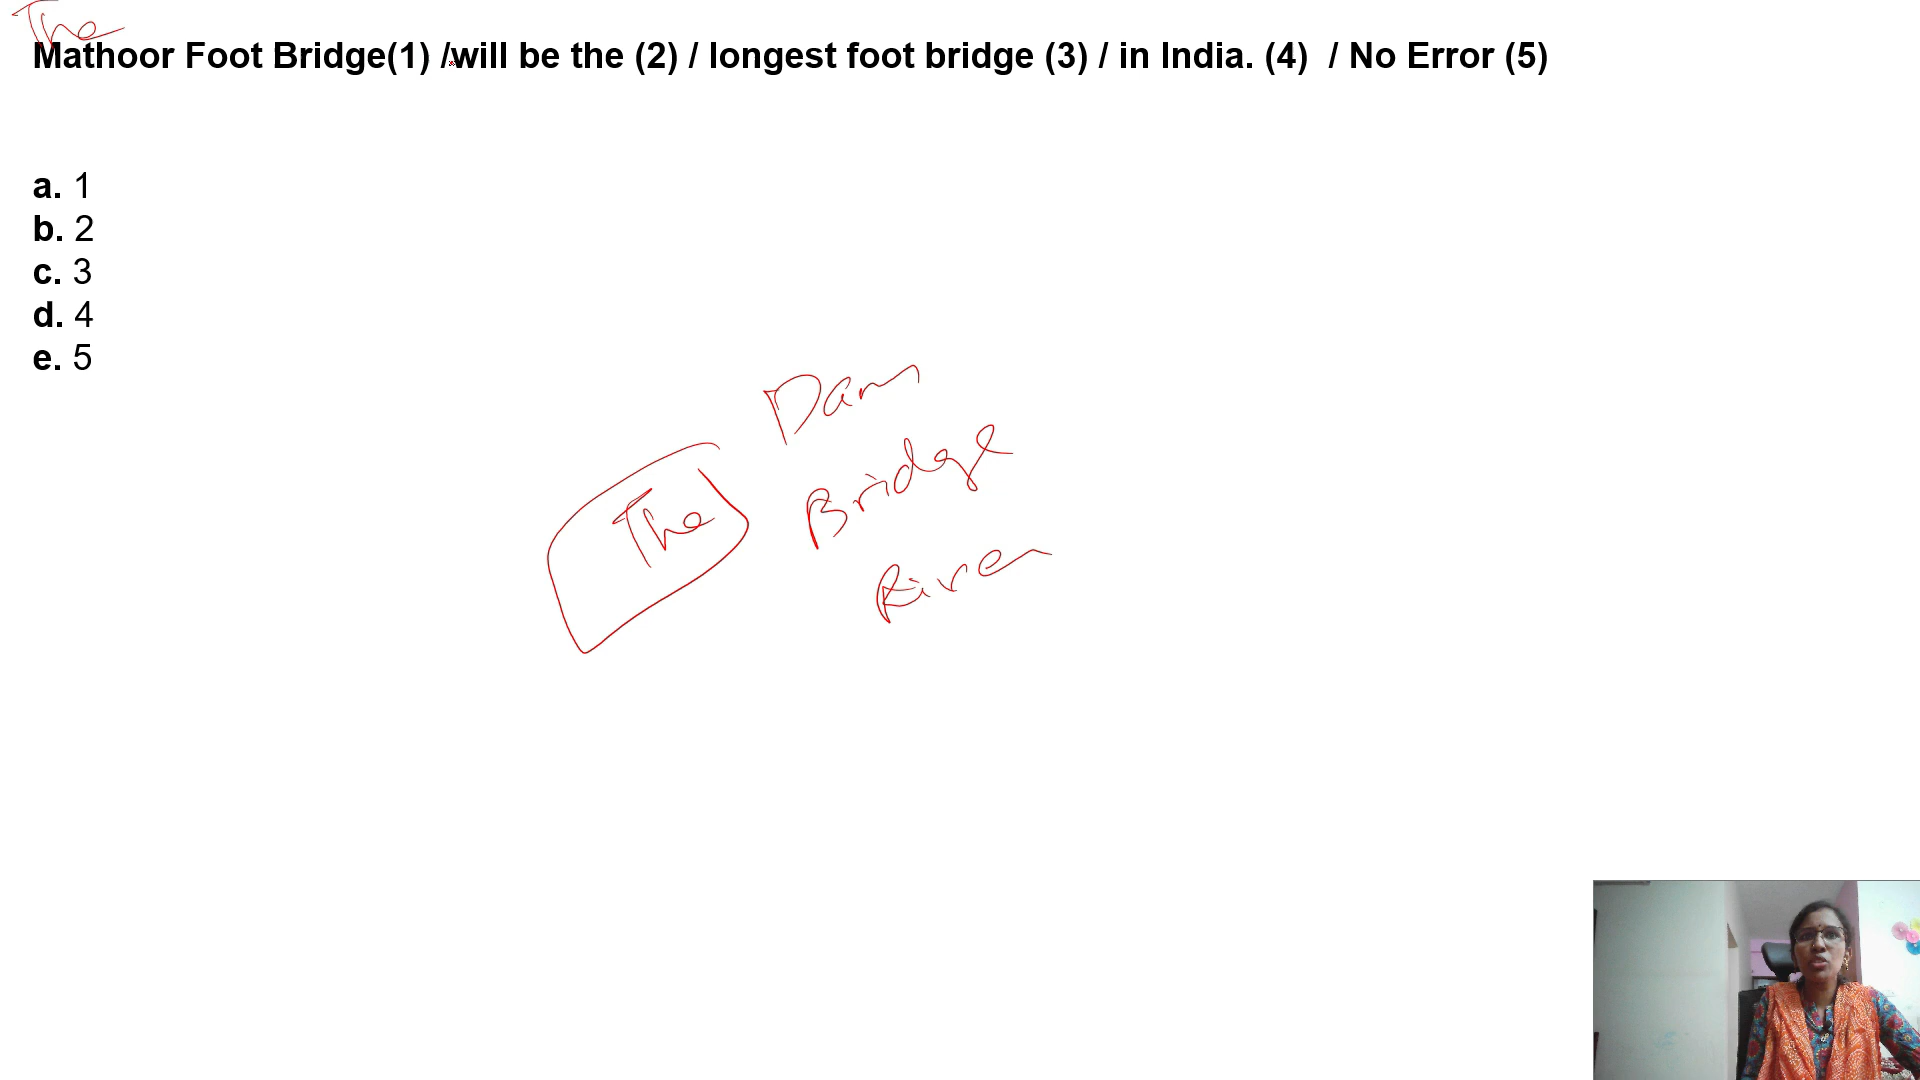 The
Mathoor Foot Bridge(1) /will be the (2) / longest foot bridge (3) / in India. (4) / No Error (5)
a. 1
b. 2
c. 3
d. 4
e. 5
Dam
The Bridge
River